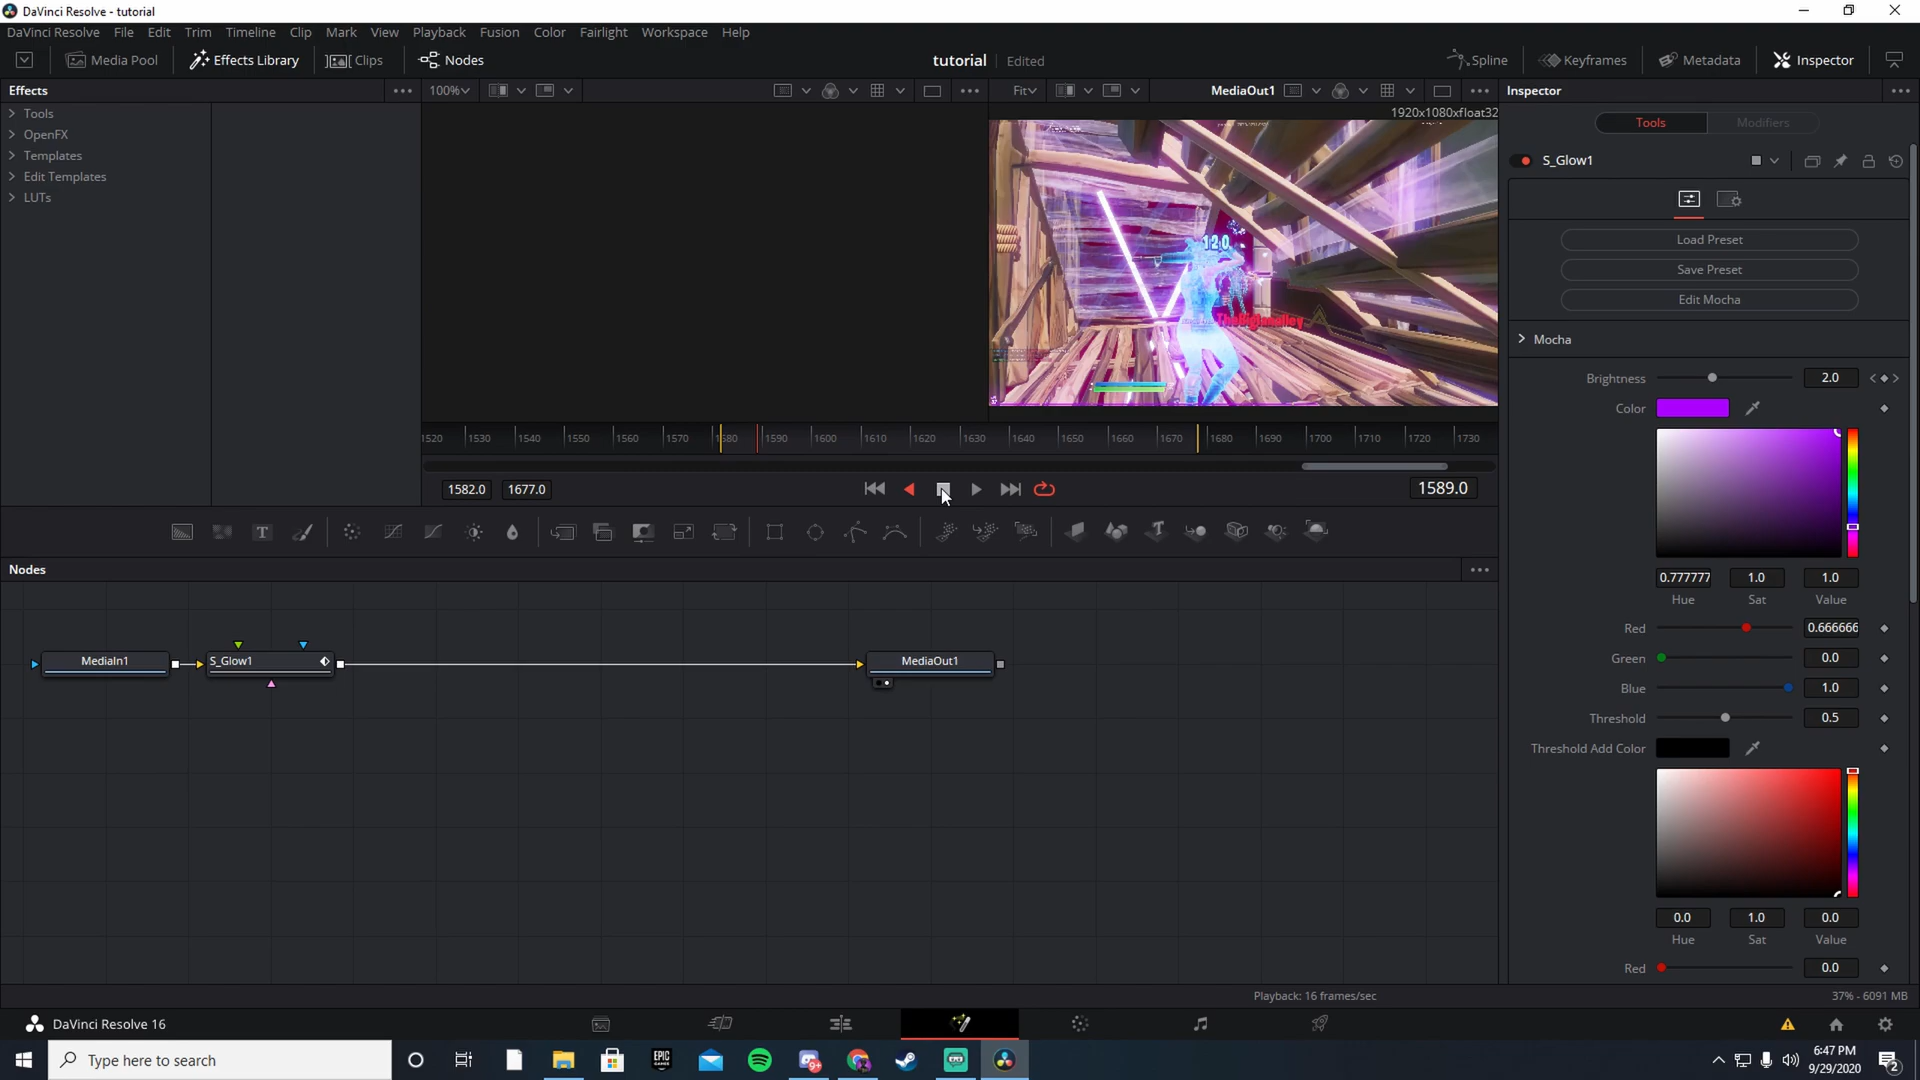 DaVinci Resolve - tutorial
DaVinci Resolve File Edit Trim Timeline Clip Mark View Playback Fusion Color Fairlight Workspace Help
Media Pool Effects Library Clips Nodes tutorial Edited Spline Keyframes Metadata Inspector
Effects 100% Fit MediaOut1 Inspector
1920x1080xfloat32
Tools
OpenFX
Templates
Edit Templates
LUTs
120
Tools Modifiers
S_Glow1
Load Preset
Save Preset
Edit Mocha
Mocha
Brightness 2.0
Color
1520 1530 1540 1550 1560 1570 1580 1590 1600 1610 1620 1630 1640 1650 1660 1670 1680 1690 1700 1710 1720 1730
1582.0 1677.0 1589.0
T
T
0.777777 1.0 1.0
Hue Sat Value
Red 0.666666
Green 0.0
Blue 1.0
Threshold 0.5
Threshold Add Color
0.0 1.0 0.0
Hue Sat Value
Red 0.0
Nodes
MediaIn1 S_Glow1 MediaOut1
Playback: 16 frames/sec 37% - 6091 MB
DaVinci Resolve 16
Type here to search
EPIC
GAMES
6:47 PM
9/29/2020
2